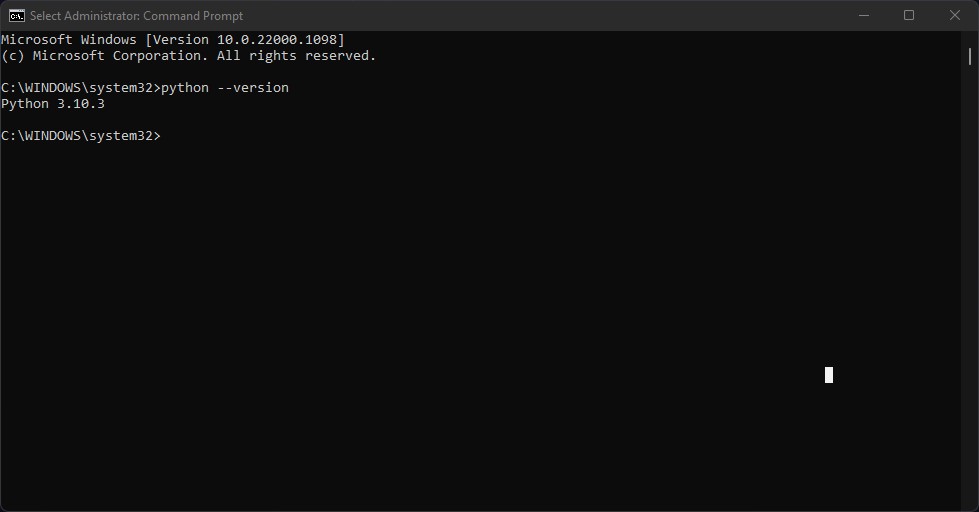 Select Administrator: Command Prompt
Microsoft Windows [Version 10.0.22000.1098]
(c) Microsoft Corporation. All rights reserved.
C:\WINDOWS\system32>python --version
Python 3.10.3
C:\WINDOWS\system32>